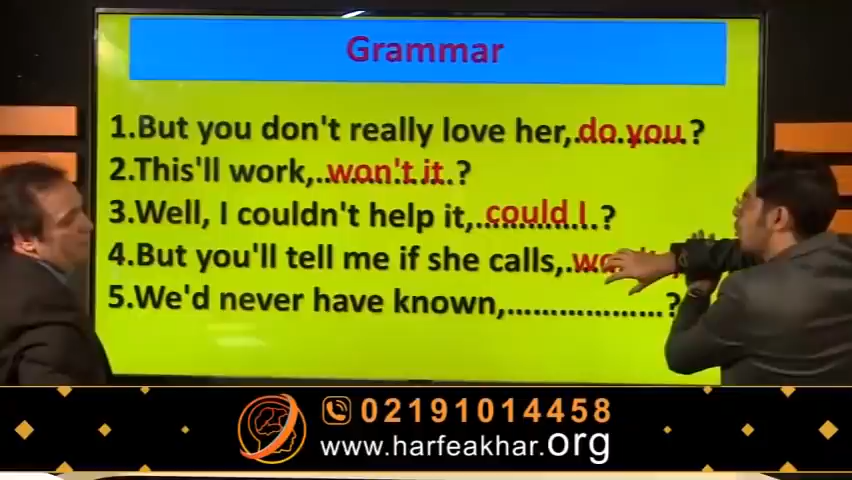 Grammar
1.But you don't really love her,.do you.?
2.This'll work,.won't it.?
3.Well, I couldn't help it, could I.?
4.But you'll tell me if she calls,.
5.We'd never have known,..................?
02191014458
www.harfeakhar.org